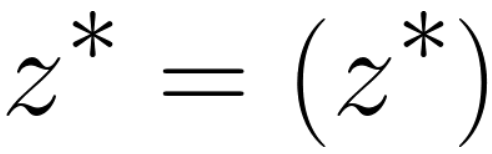 z* = (z*)